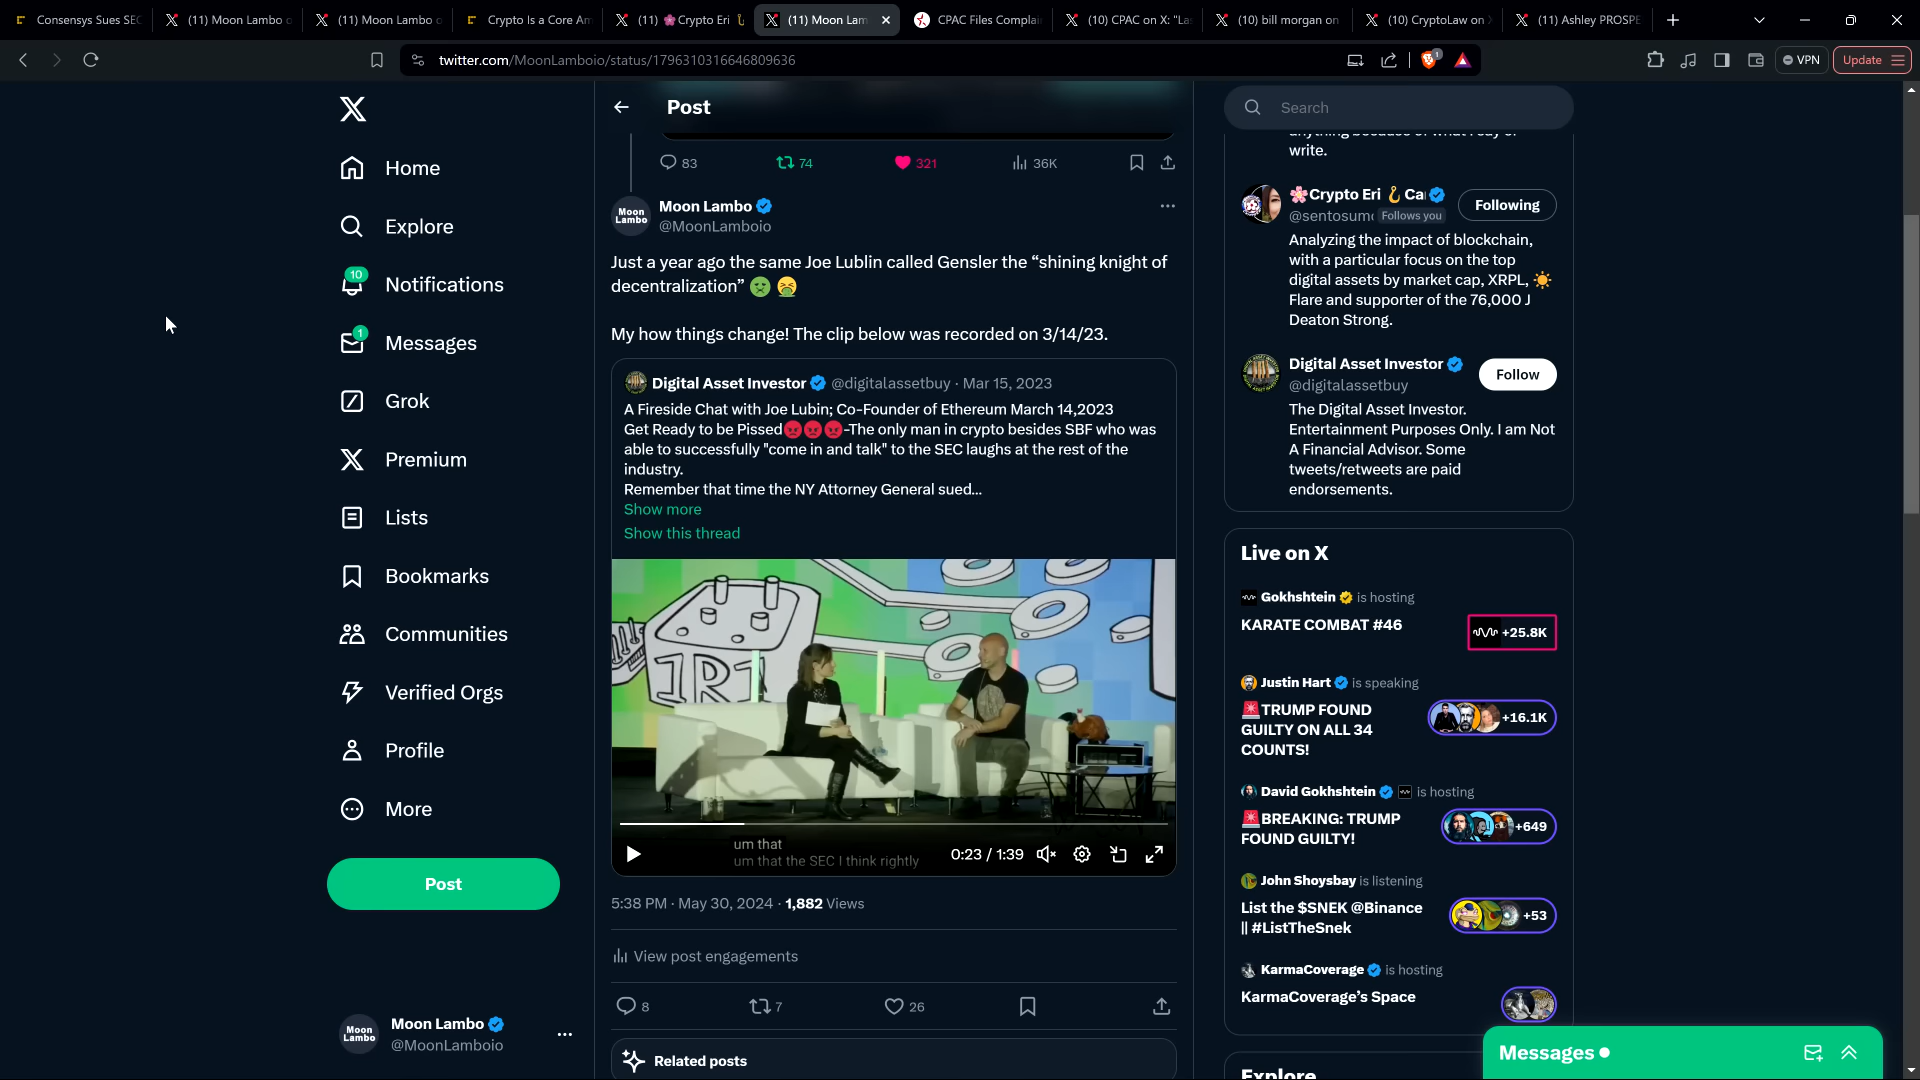 Consensys Sues SEC
(11) Moon Lambo o
(11) Moon Lambo o
Crypto Is a Core Am
(11) 🌸Crypto Eri 🪝
(11) Moon Lam
CPAC Files Complai
(10) CPAC on X: "La
(10) bill morgan on
(10) CryptoLaw on X
(11) Ashley PROSPE
twitter.com/MoonLamboio/status/1796310316646809636
1
VPN
Update
Home
Explore
10
Notifications
1
Messages
Grok
Premium
Lists
Bookmarks
Communities
Verified Orgs
Profile
More
Post
Moon Lambo
Moon Lambo
@MoonLamboio
Post
83 74 321 36K
Moon Lambo
Moon Lambo
@MoonLamboio
Just a year ago the same Joe Lublin called Gensler the “shining knight of
decentralization” 🤢 🤮
My how things change! The clip below was recorded on 3/14/23.
Digital Asset Investor @digitalassetbuy · Mar 15, 2023
A Fireside Chat with Joe Lubin; Co-Founder of Ethereum March 14,2023
Get Ready to be Pissed😡😡😡-The only man in crypto besides SBF who was
able to successfully "come in and talk" to the SEC laughs at the rest of the
industry.
Remember that time the NY Attorney General sued...
Show more
Show this thread
um that
um that the SEC I think rightly
0:23 / 1:39
5:38 PM · May 30, 2024 · 1,882 Views
View post engagements
8 7 26
Related posts
Search
anything because of what I say or
write.
🌸Crypto Eri 🪝Ca
@sentosumo Follows you
Following
Analyzing the impact of blockchain,
with a particular focus on the top
digital assets by market cap, XRPL, ☀️
Flare and supporter of the 76,000 J
Deaton Strong.
Digital Asset Investor
@digitalassetbuy
Follow
The Digital Asset Investor.
Entertainment Purposes Only. I am Not
A Financial Advisor. Some
tweets/retweets are paid
endorsements.
Live on X
Gokhshtein is hosting
KARATE COMBAT #46
+25.8K
Justin Hart is speaking
🚨TRUMP FOUND
GUILTY ON ALL 34
COUNTS!
+16.1K
David Gokhshtein is hosting
🚨BREAKING: TRUMP
FOUND GUILTY!
+649
John Shoysbay is listening
List the $SNEK @Binance
|| #ListTheSnek
+53
KarmaCoverage is hosting
KarmaCoverage’s Space
Explore
Messages